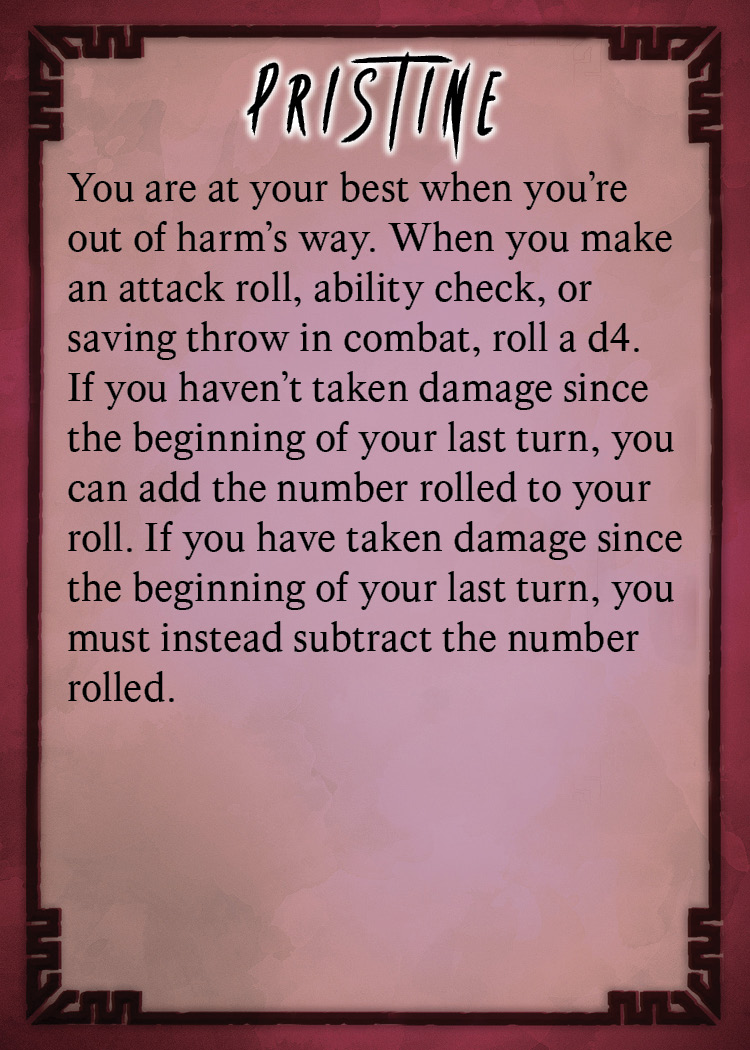 PRISTINE
You are at your best when you’re
out of harm’s way. When you make
an attack roll, ability check, or
saving throw in combat, roll a d4.
If you haven’t taken damage since
the beginning of your last turn, you
can add the number rolled to your
roll. If you have taken damage since
the beginning of your last turn, you
must instead subtract the number
rolled.